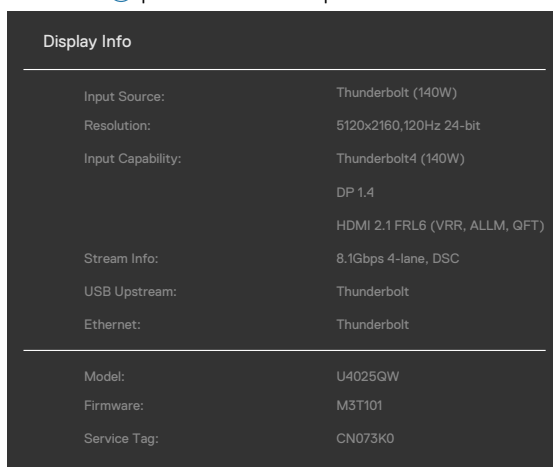 Display Info
Input Source: Thunderbolt (140W)
Resolution: 5120x2160,120Hz 24-bit
Input Capability: Thunderbolt4 (140W)
DP 1.4
HDMI 2.1 FRL6 (VRR, ALLM, QFT)
Stream Info: 8.1Gbps 4-lane, DSC
USB Upstream: Thunderbolt
Ethernet: Thunderbolt
Model: U4025QW
Firmware: M3T101
Service Tag: CN073K0